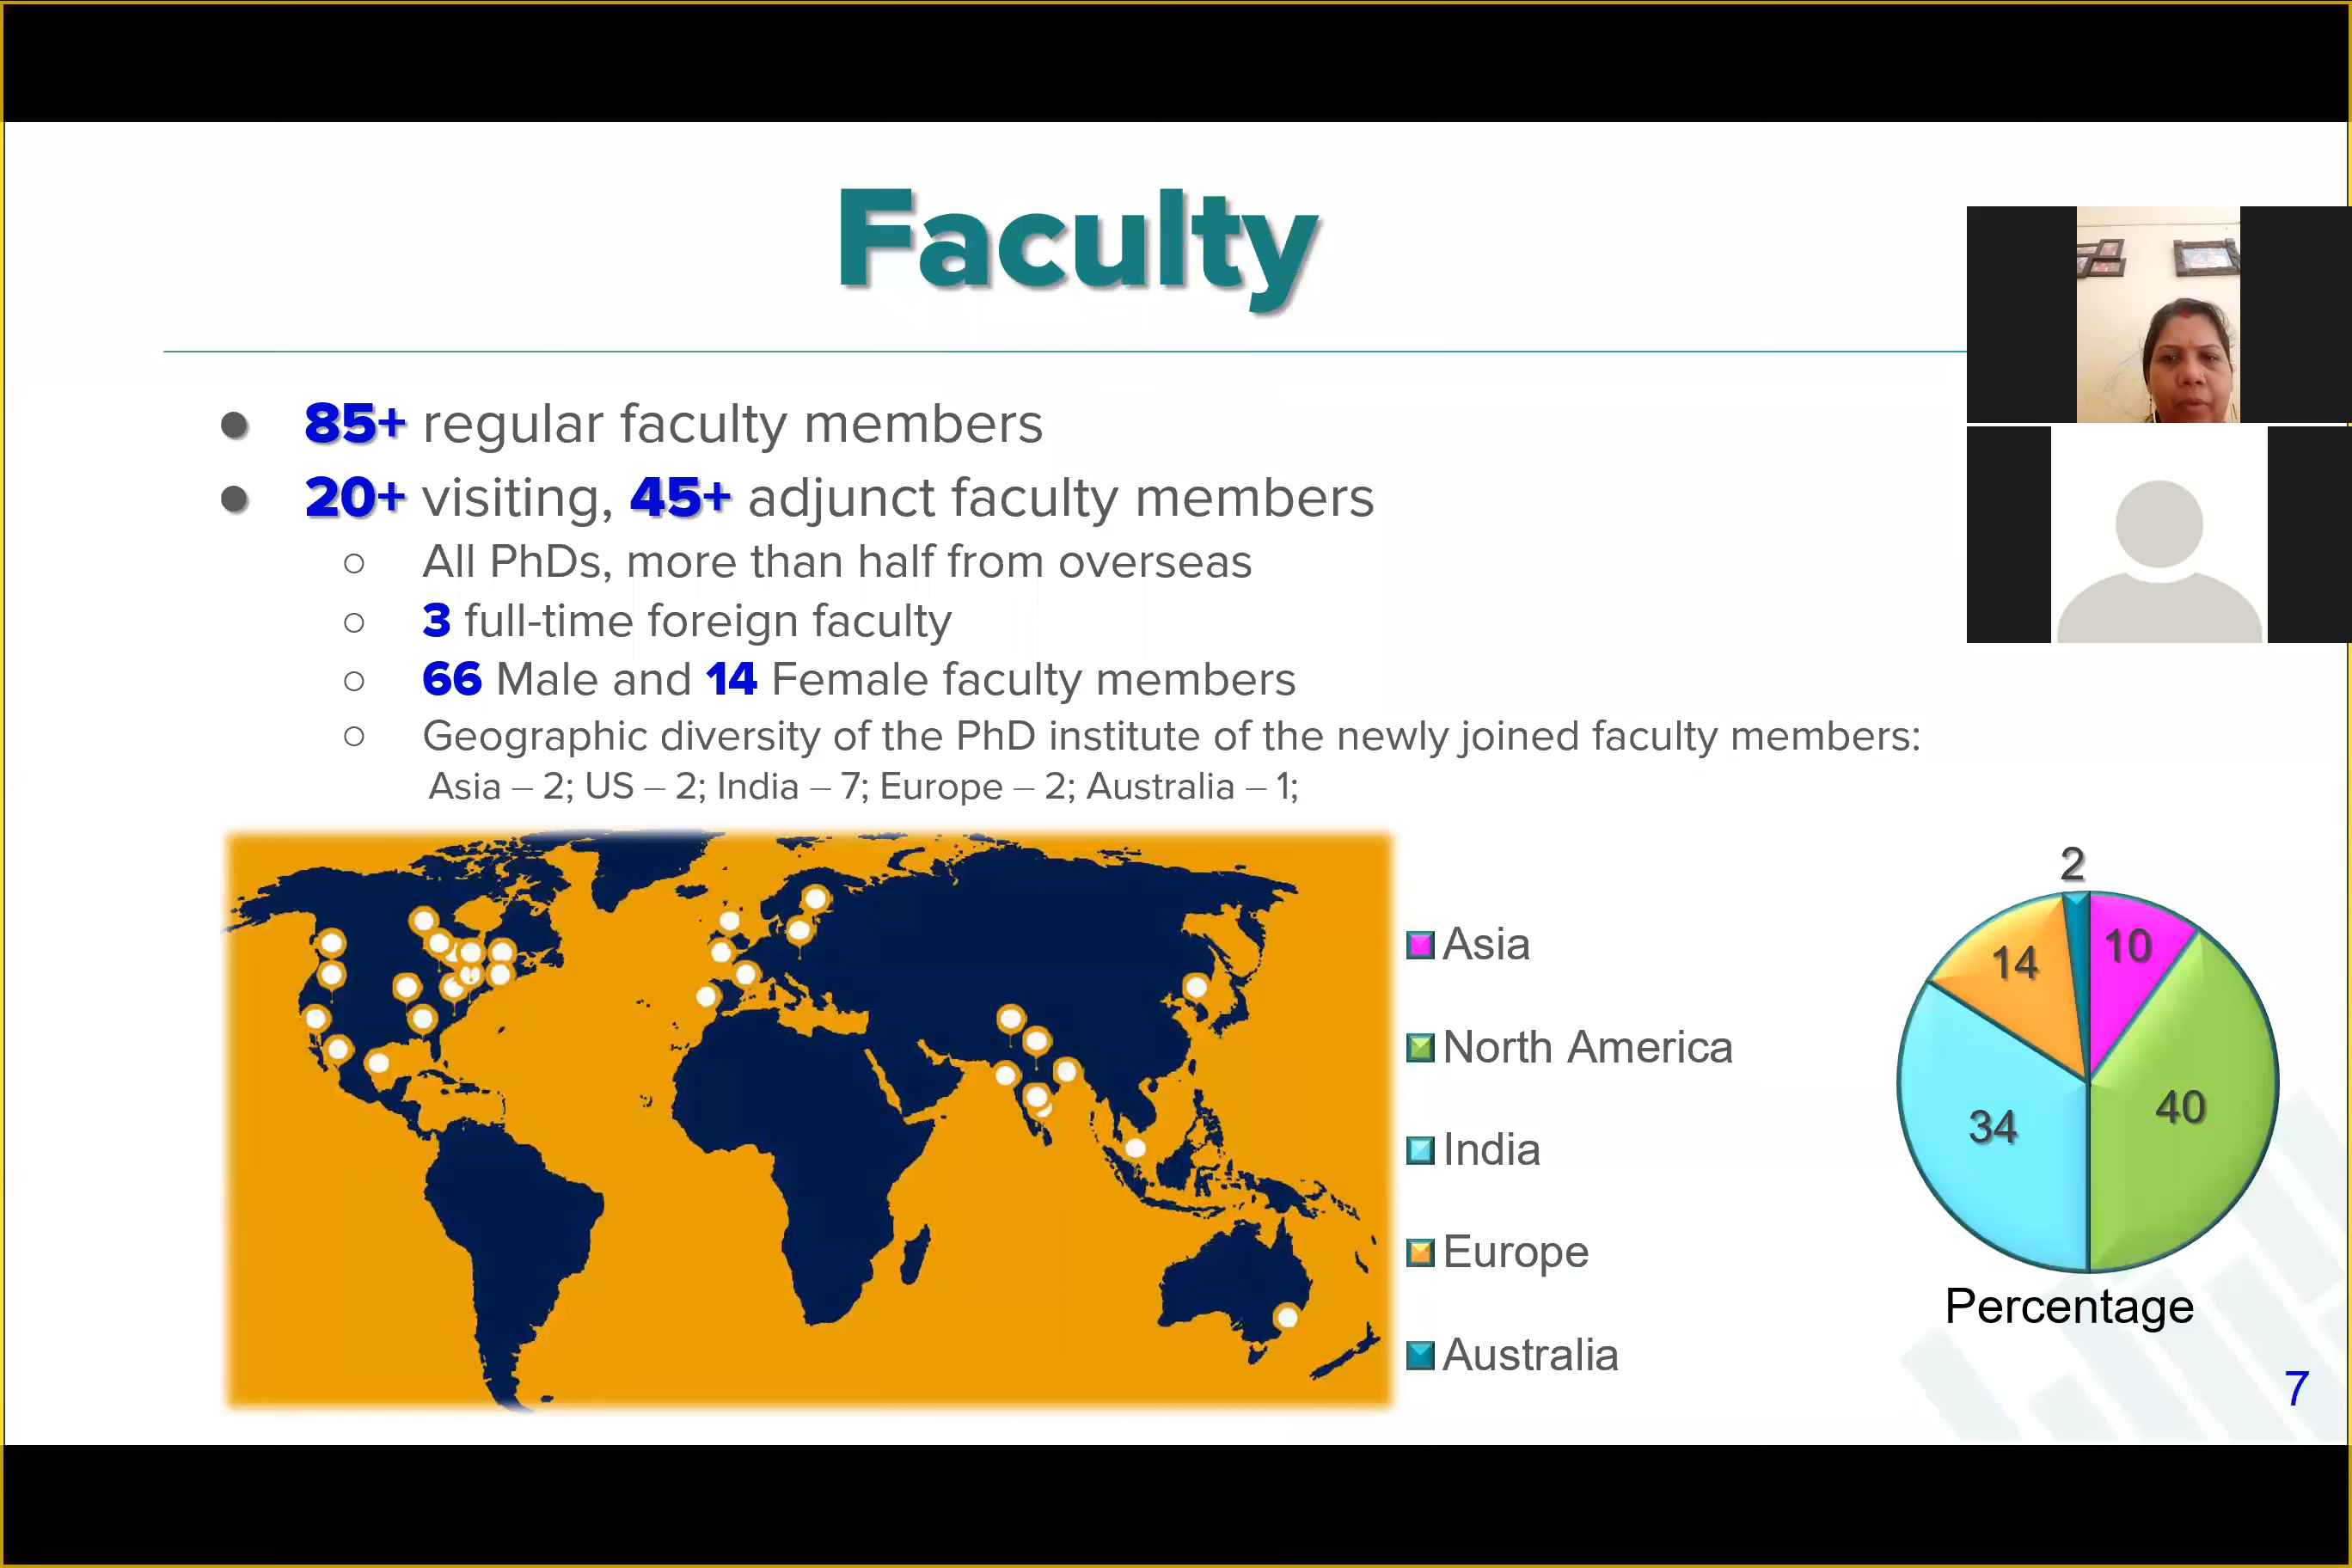 Faculty
● 85+ regular faculty members
● 20+ visiting, 45+ adjunct faculty members
○ All PhDs, more than half from overseas
○ 3 full-time foreign faculty
○ 66 Male and 14 Female faculty members
○ Geographic diversity of the PhD institute of the newly joined faculty members:
Asia – 2; US – 2; India – 7; Europe – 2; Australia – 1;
Asia
North America
India
Europe
Australia
2
10
14
40
34
Percentage
7